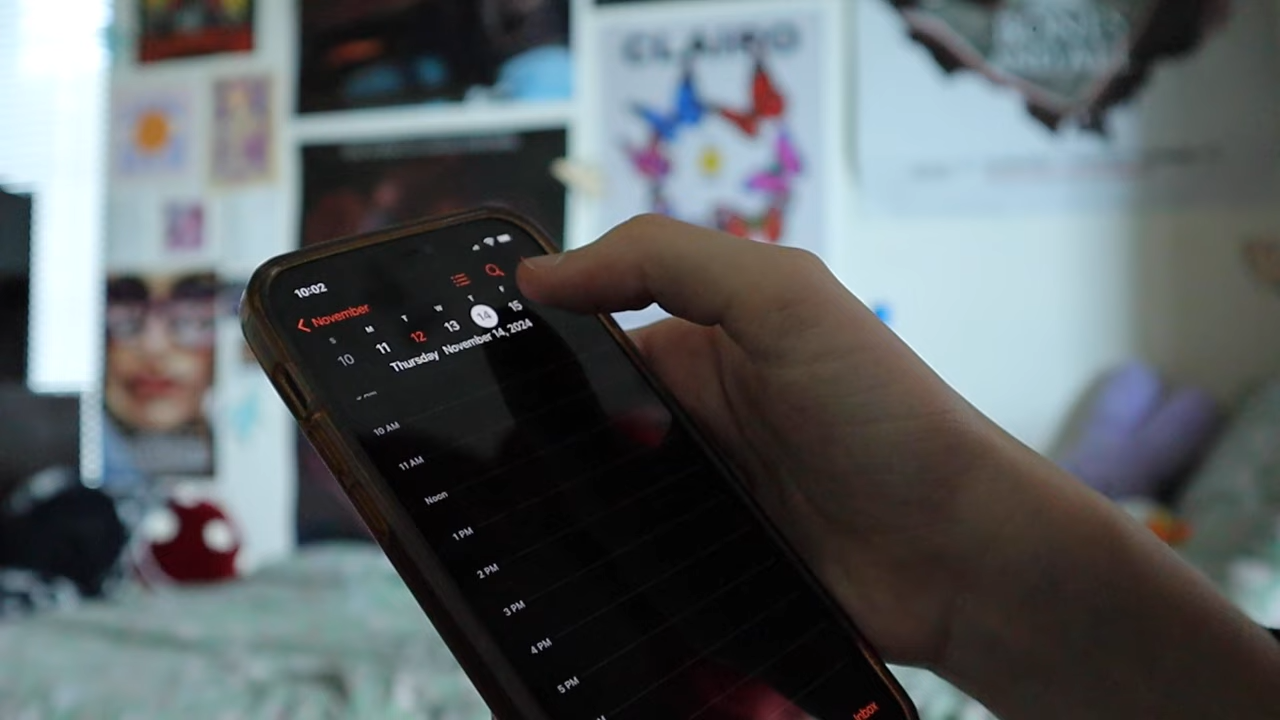 CLAIRO
10:02
November
S M T W T F
10 11 12 13 14 15
Thursday November 14, 2024
10 AM
11 AM
Noon
1 PM
2 PM
3 PM
4 PM
5 PM
Inbox